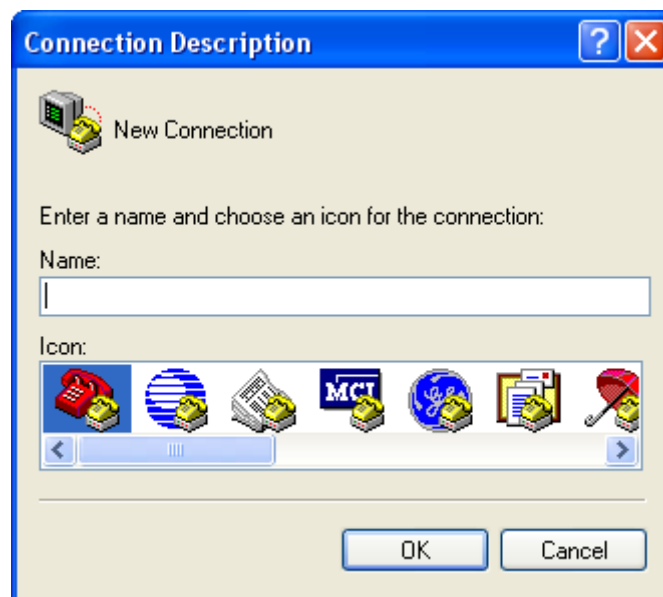 Connection Description
New Connection
Enter a name and choose an icon for the connection:
Name:
Icon:
MCI
OK
Cancel